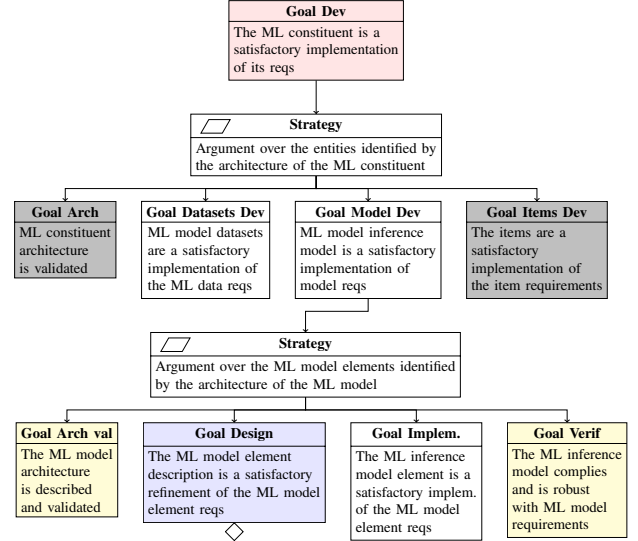 Goal Dev
The ML constituent is a
satisfactory implementation
of its reqs
Strategy
Argument over the entities identified by
the architecture of the ML constituent
Goal Arch
ML constituent
architecture
is validated
Goal Datasets Dev
ML model datasets
are a satisfactory
implementation of
the ML data reqs
Goal Model Dev
ML model inference
model is a satisfactory
implementation of
model reqs
Goal Items Dev
The items are a
satisfactory
implementation of
the item requirements
Strategy
Argument over the ML model elements identified
by the architecture of the ML model
Goal Arch val
The ML model
architecture
is described
and validated
Goal Design
The ML model element
description is a satisfactory
refinement of the ML model
element reqs
Goal Implem.
The ML inference
model element is a
satisfactory implem.
of the ML model
element reqs
Goal Verif
The ML inference
model complies
and is robust
with ML model
requirements